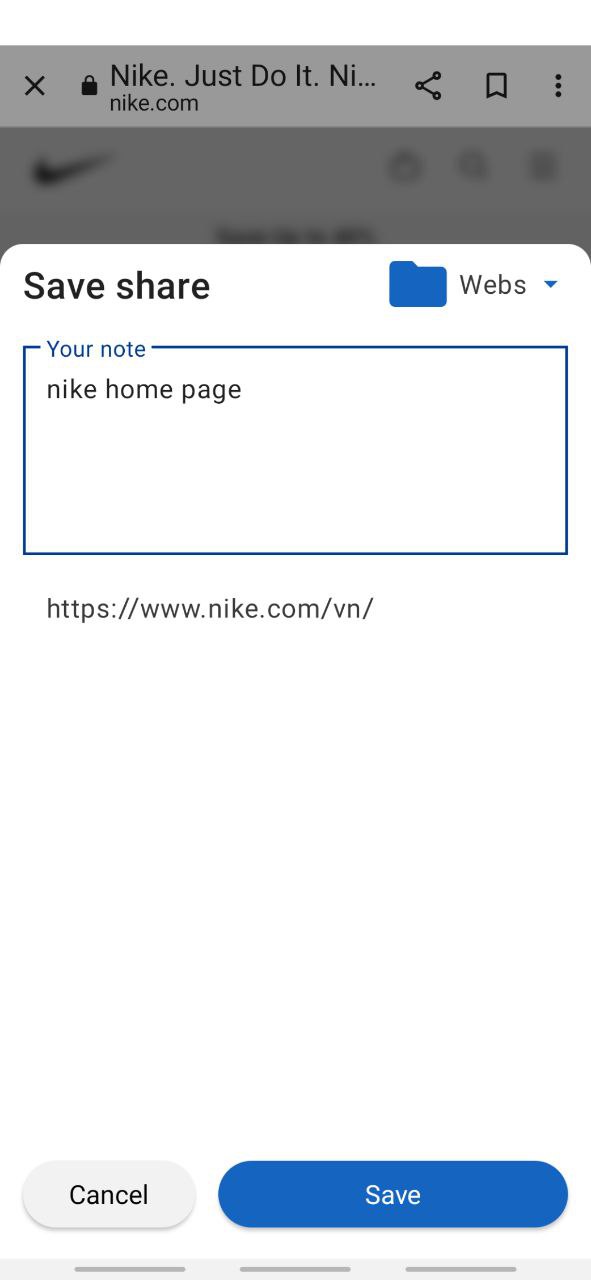 Nike. Just Do It. Ni...
nike.com
Save share
Webs
Your note
nike home page
https://www.nike.com/vn/
Cancel
Save